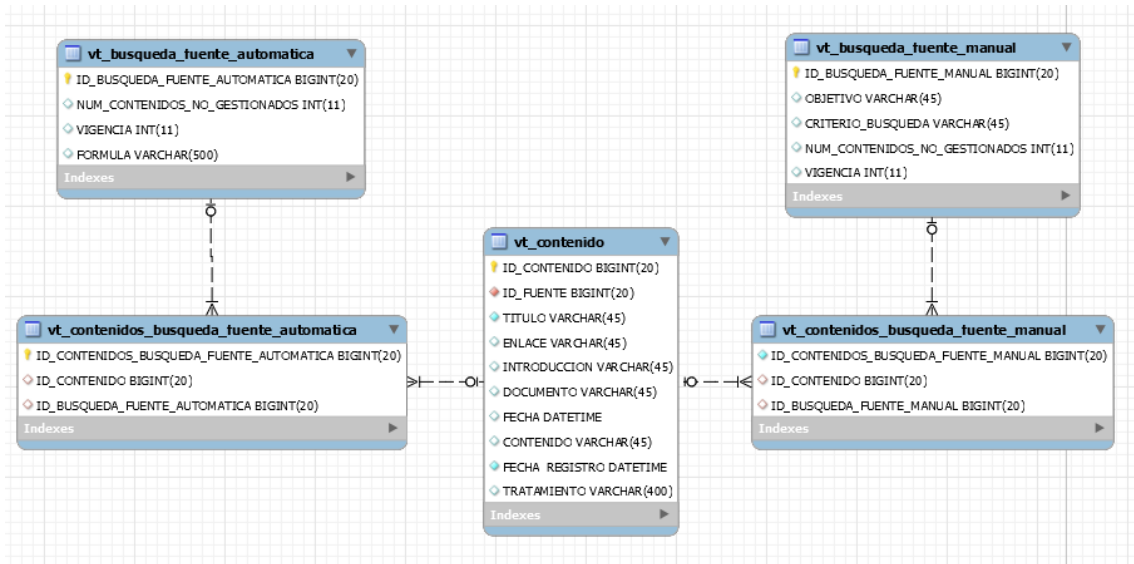 vt_busqueda_fuente_automatica
ID_BUSQUEDA_FUENTE_AUTOMATICA BIGINT(20)
NUM_CONTENIDOS_NO_GESTIONADOS INT(11)
VIGENCIA INT(11)
FORMULA VARCHAR(500)
Indexes
vt_busqueda_fuente_manual
ID_BUSQUEDA_FUENTE_MANUAL BIGINT(20)
OBJETIVO VARCHAR(45)
CRITERIO_BUSQUEDA VARCHAR(45)
NUM_CONTENIDOS_NO_GESTIONADOS INT(11)
VIGENCIA INT(11)
Indexes
vt_contenido
ID_CONTENIDO BIGINT(20)
ID_FUENTE BIGINT(20)
TITULO VARCHAR(45)
ENLACE VARCHAR(45)
INTRODUCCION VARCHAR(45)
DOCUMENTO VARCHAR(45)
FECHA DATETIME
CONTENIDO VARCHAR(45)
FECHA_REGISTRO DATETIME
TRATAMIENTO VARCHAR(400)
Indexes
vt_contenidos_busqueda_fuente_automatica
ID_CONTENIDOS_BUSQUEDA_FUENTE_AUTOMATICA BIGINT(20)
ID_CONTENIDO BIGINT(20)
ID_BUSQUEDA_FUENTE_AUTOMATICA BIGINT(20)
Indexes
vt_contenidos_busqueda_fuente_manual
ID_CONTENIDOS_BUSQUEDA_FUENTE_MANUAL BIGINT(20)
ID_CONTENIDO BIGINT(20)
ID_BUSQUEDA_FUENTE_MANUAL BIGINT(20)
Indexes